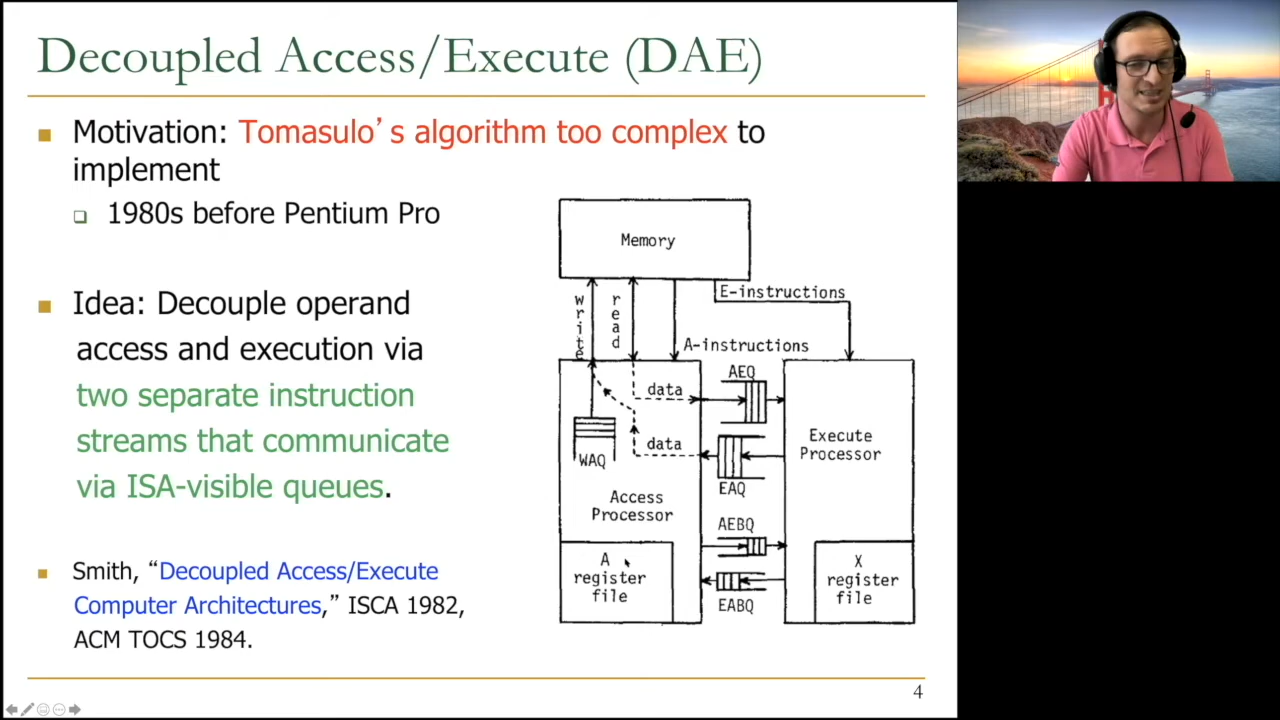 Decoupled Access/Execute (DAE)
Motivation: Tomasulo's algorithm too complex to
implement
1980s before Pentium Pro
Idea: Decouple operand
access and execution via
two separate instruction
streams that communicate
via ISA-visible queues.
Smith, “Decoupled Access/Execute
Computer Architectures,” ISCA 1982,
ACM TOCS 1984.
Memory
write
read
E-instructions
A-instructions
AEQ
data
data
WAQ
EAQ
Execute
Processor
Access
Processor
AEBQ
A
register
file
EABQ
X
register
file
4